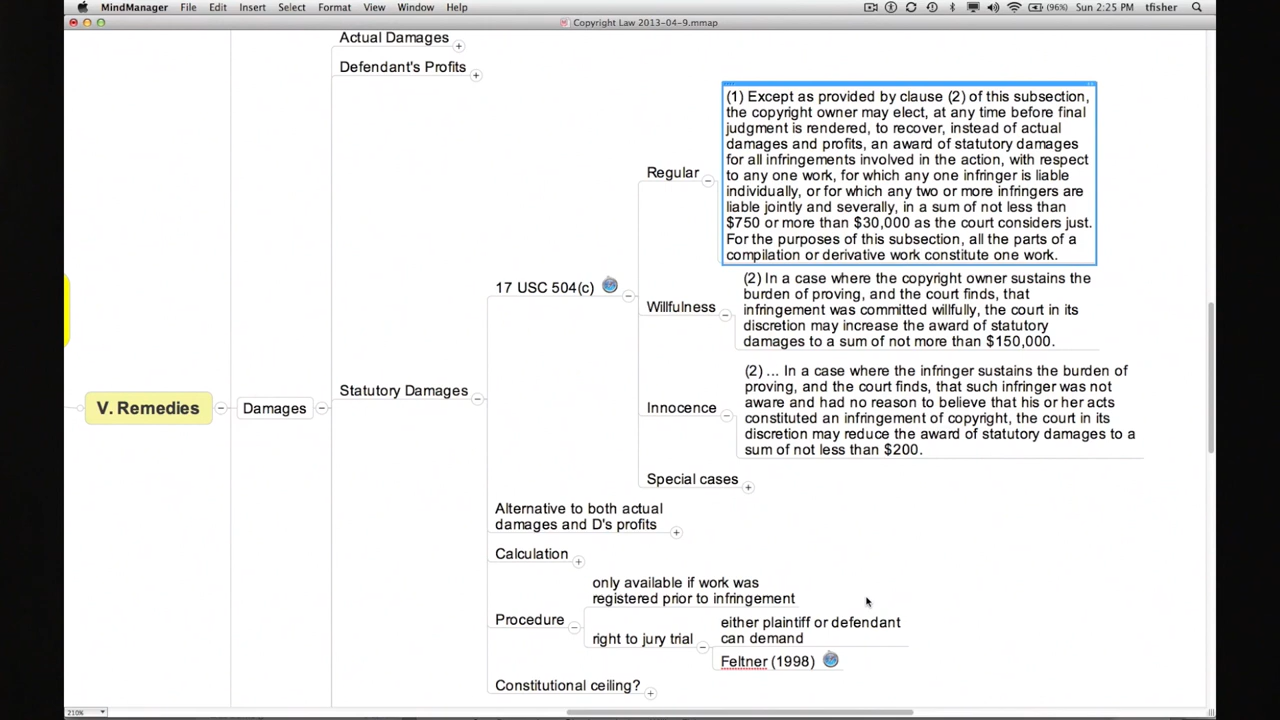 MindManager File Edit Insert Select Format View Window Help (96%) Sun 2:25 PM tfisher
Copyright Law 2013-04-9.mmap
Actual Damages
Defendant's Profits
(1) Except as provided by clause (2) of this subsection,
the copyright owner may elect, at any time before final
judgment is rendered, to recover, instead of actual
damages and profits, an award of statutory damages
for all infringements involved in the action, with respect
to any one work, for which any one infringer is liable
individually, or for which any two or more infringers are
liable jointly and severally, in a sum of not less than
$750 or more than $30,000 as the court considers just.
For the purposes of this subsection, all the parts of a
compilation or derivative work constitute one work.
Regular
17 USC 504(c)
(2) In a case where the copyright owner sustains the
burden of proving, and the court finds, that
infringement was committed willfully, the court in its
discretion may increase the award of statutory
damages to a sum of not more than $150,000.
Willfulness
(2) ... In a case where the infringer sustains the burden of
proving, and the court finds, that such infringer was not
aware and had no reason to believe that his or her acts
constituted an infringement of copyright, the court in its
discretion may reduce the award of statutory damages to a
sum of not less than $200.
Innocence
Special cases
Statutory Damages
V. Remedies
Damages
Alternative to both actual
damages and D's profits
Calculation
only available if work was
registered prior to infringement
Procedure
right to jury trial
either plaintiff or defendant
can demand
Feltner (1998)
Constitutional ceiling?
210%